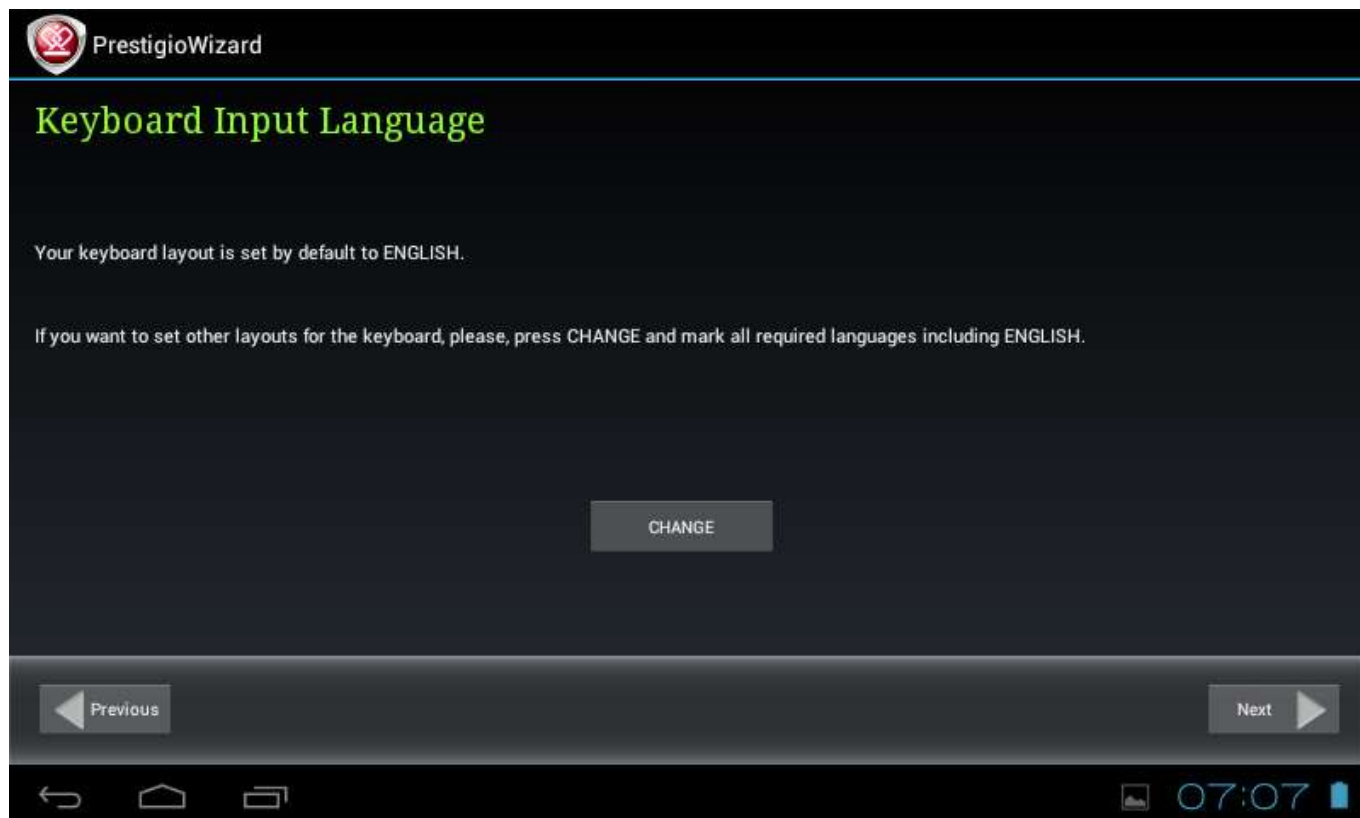 PrestigioWizard
Keyboard Input Language
Your keyboard layout is set by default to ENGLISH.
If you want to set other layouts for the keyboard, please, press CHANGE and mark all required languages including ENGLISH.
CHANGE
Previous
Next
07:07